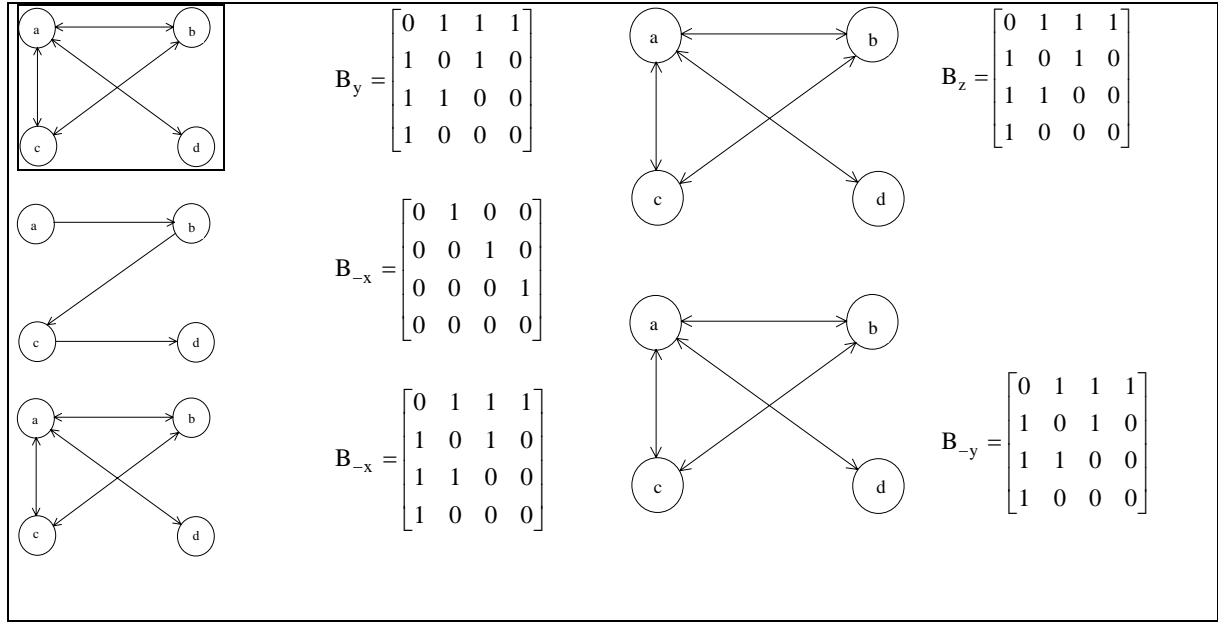 a b
c d
B_y = [0 1 1 1
1 0 1 0
1 1 0 0
1 0 0 0]
a b
c d
B_z = [0 1 1 1
1 0 1 0
1 1 0 0
1 0 0 0]
a b
c d
B_−x = [0 1 0 0
0 0 1 0
0 0 0 1
0 0 0 0]
a b
c d
B_−x = [0 1 1 1
1 0 1 0
1 1 0 0
1 0 0 0]
a b
c d
B_−y = [0 1 1 1
1 0 1 0
1 1 0 0
1 0 0 0]